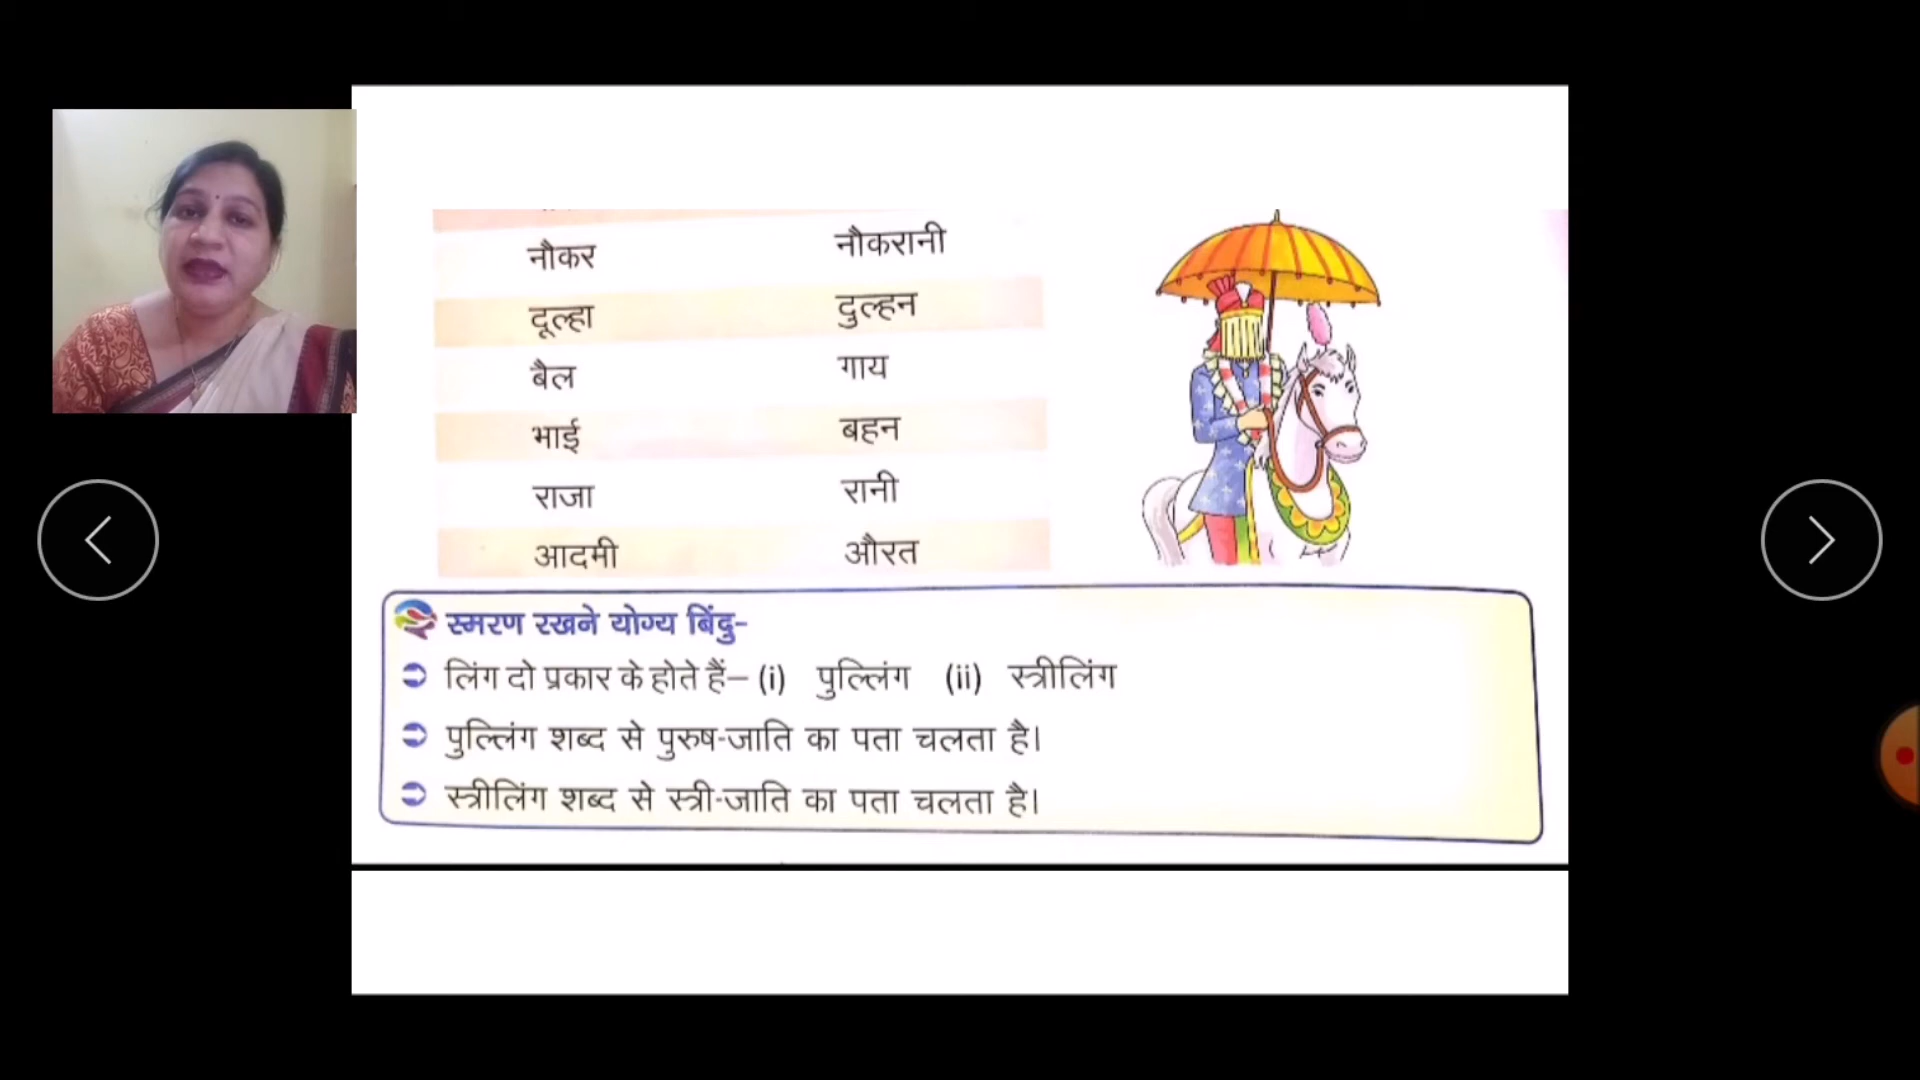 नौकर नौकरानी
दूल्हा दुल्हन
बैल गाय
भाई बहन
राजा रानी
आदमी औरत
स्मरण रखने योग्य बिंदु-
लिंग दो प्रकार के होते हैं– (i) पुल्लिंग (ii) स्त्रीलिंग
पुल्लिंग शब्द से पुरुष-जाति का पता चलता है।
स्त्रीलिंग शब्द से स्त्री-जाति का पता चलता है।